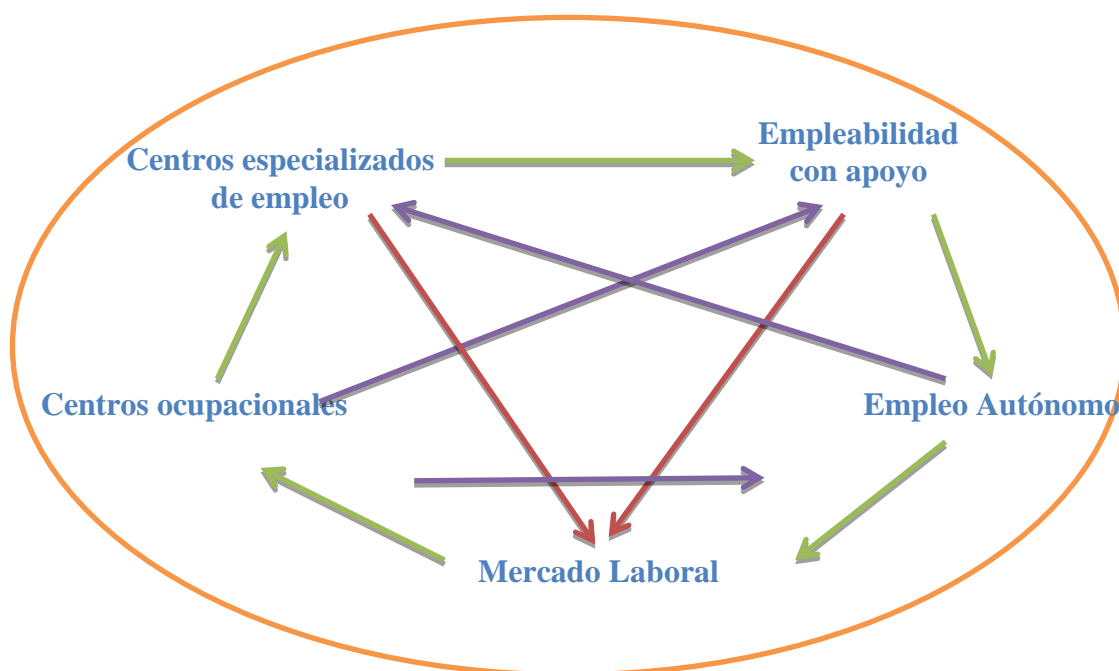 Empleabilidad
con apoyo
Centros especializados
de empleo
Centros ocupacionales
Empleo Autónomo
Mercado Laboral